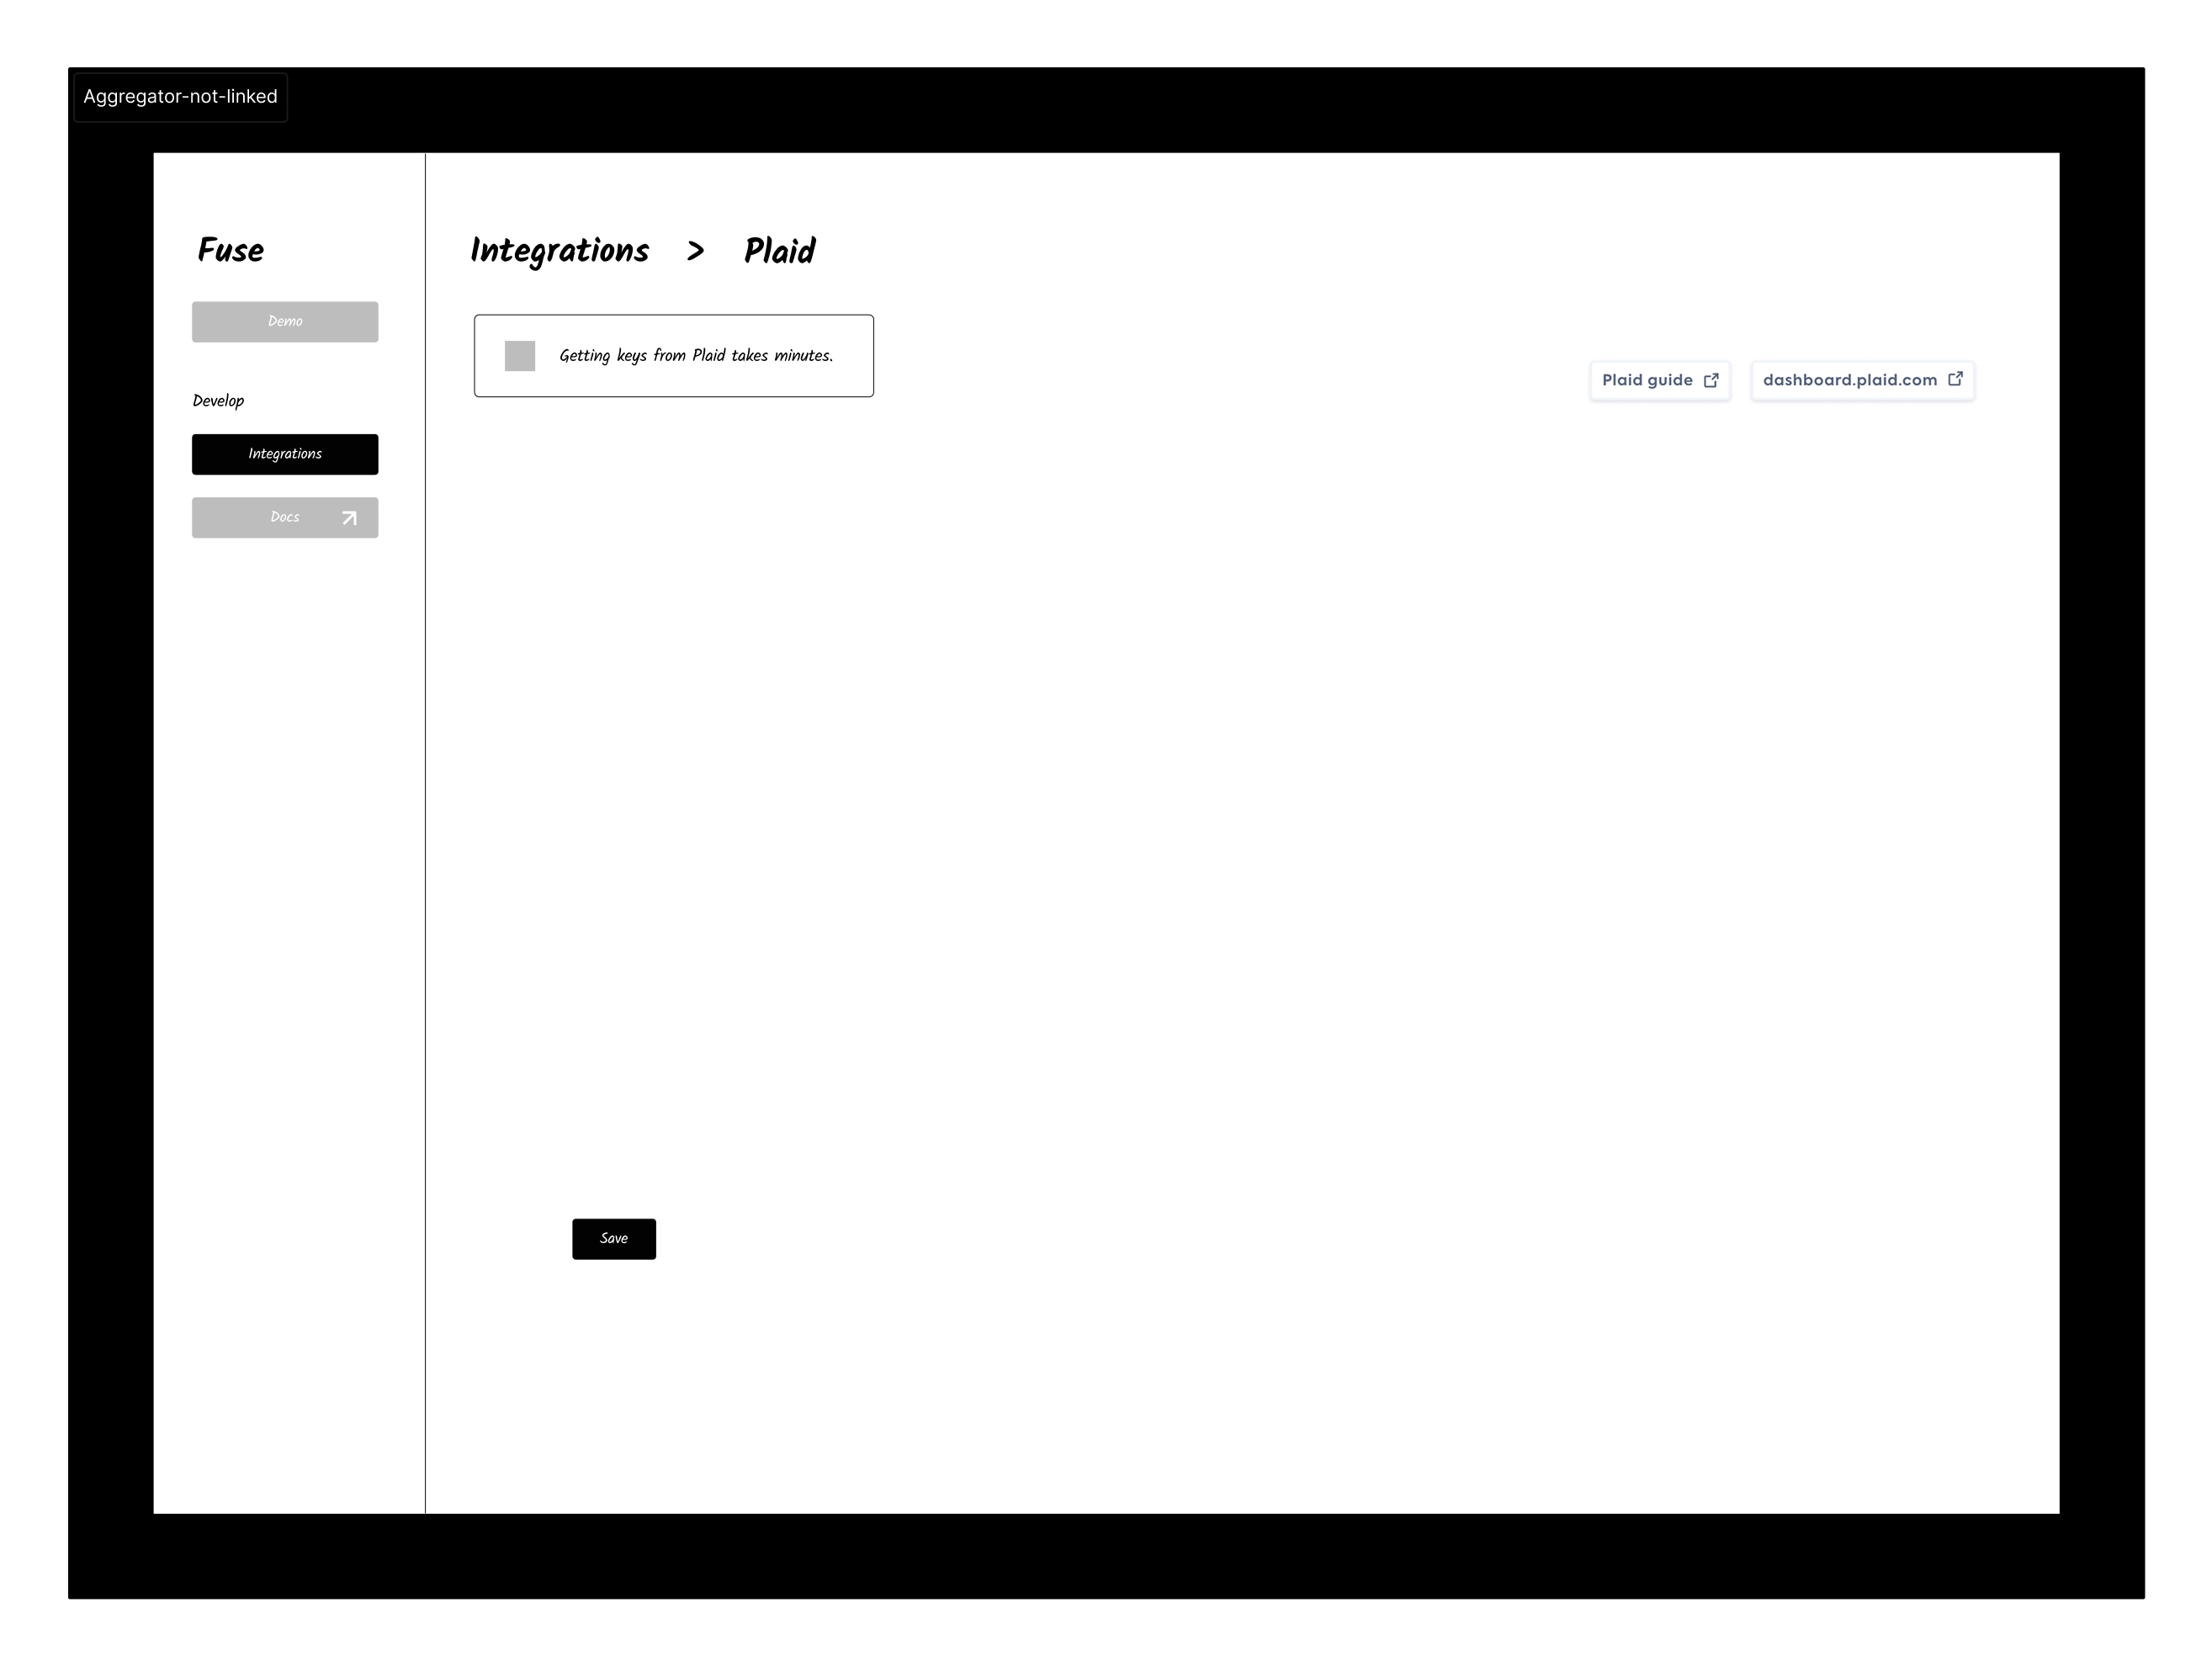 Aggregator-not-linked
Fuse
Integrations > Plaid
Demo
Getting keys from Plaid takes minutes.
Plaid guide
dashboard.plaid.com
Develop
Integrations
Docs
Save